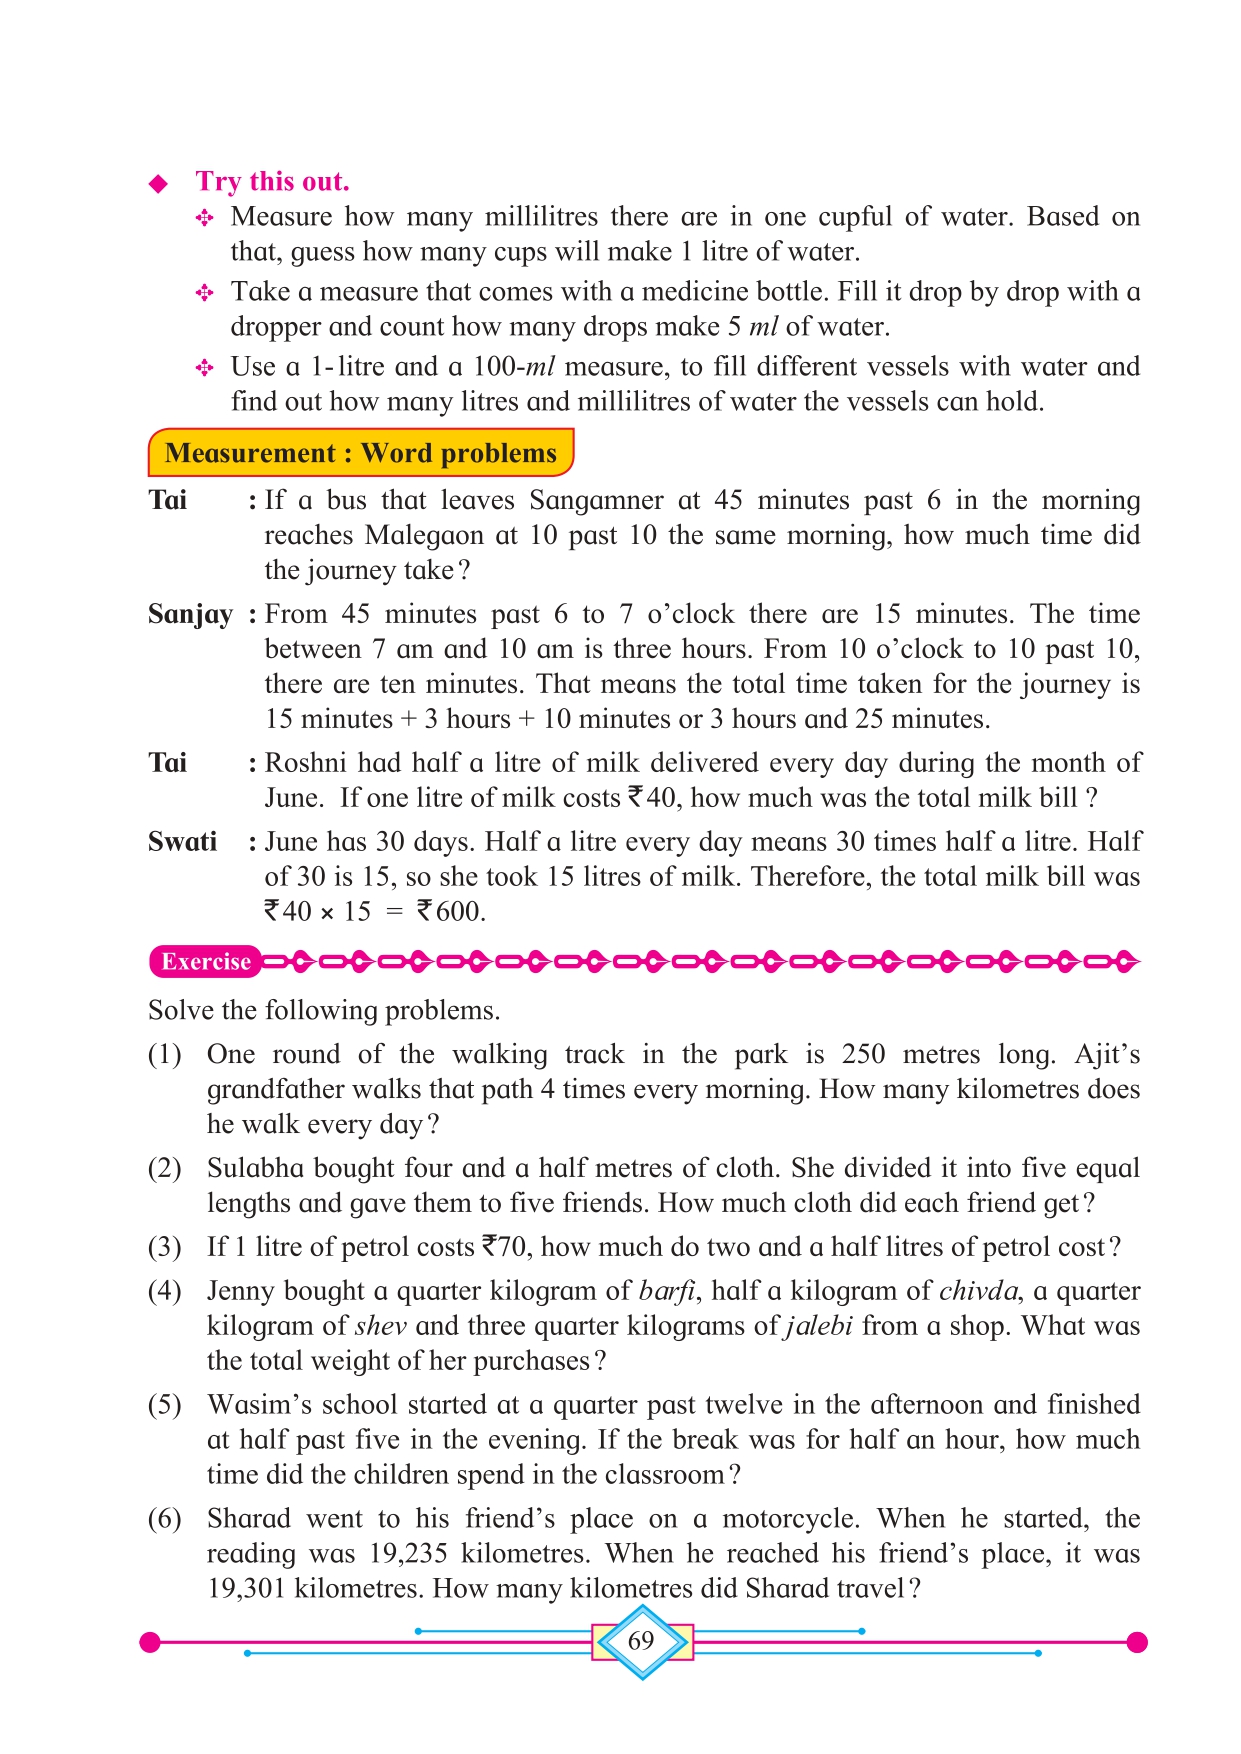 Try this out.
Measure how many millilitres there are in one cupful of water. Based on
that, guess how many cups will make 1 litre of water.
Take a measure that comes with a medicine bottle. Fill it drop by drop with a
dropper and count how many drops make 5 ml of water.
Use a 1-litre and a 100-ml measure, to fill different vessels with water and
find out how many litres and millilitres of water the vessels can hold.
Measurement : Word problems
Tai : If a bus that leaves Sangamner at 45 minutes past 6 in the morning
reaches Malegaon at 10 past 10 the same morning, how much time did
the journey take?
Sanjay : From 45 minutes past 6 to 7 o’clock there are 15 minutes. The time
between 7 am and 10 am is three hours. From 10 o’clock to 10 past 10,
there are ten minutes. That means the total time taken for the journey is
15 minutes + 3 hours + 10 minutes or 3 hours and 25 minutes.
Tai : Roshni had half a litre of milk delivered every day during the month of
June. If one litre of milk costs ₹40, how much was the total milk bill ?
Swati : June has 30 days. Half a litre every day means 30 times half a litre. Half
of 30 is 15, so she took 15 litres of milk. Therefore, the total milk bill was
₹40 × 15 = ₹600.
Exercise
Solve the following problems.
(1) One round of the walking track in the park is 250 metres long. Ajit’s
grandfather walks that path 4 times every morning. How many kilometres does
he walk every day?
(2) Sulabha bought four and a half metres of cloth. She divided it into five equal
lengths and gave them to five friends. How much cloth did each friend get?
(3) If 1 litre of petrol costs ₹70, how much do two and a half litres of petrol cost?
(4) Jenny bought a quarter kilogram of barfi, half a kilogram of chivda, a quarter
kilogram of shev and three quarter kilograms of jalebi from a shop. What was
the total weight of her purchases?
(5) Wasim’s school started at a quarter past twelve in the afternoon and finished
at half past five in the evening. If the break was for half an hour, how much
time did the children spend in the classroom?
(6) Sharad went to his friend’s place on a motorcycle. When he started, the
reading was 19,235 kilometres. When he reached his friend’s place, it was
19,301 kilometres. How many kilometres did Sharad travel?
69